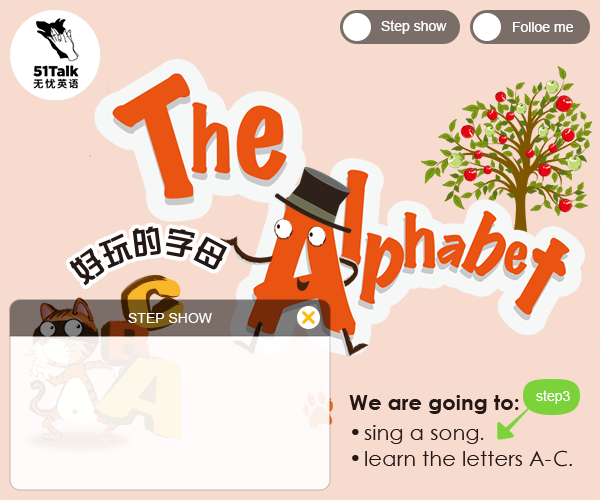 Step show
Folloe me
51Talk
无忧英语
The
Alphabet
好玩的字母
C
B
A
STEP SHOW
We are going to:
step3
•sing a song.
•learn the letters A-C.